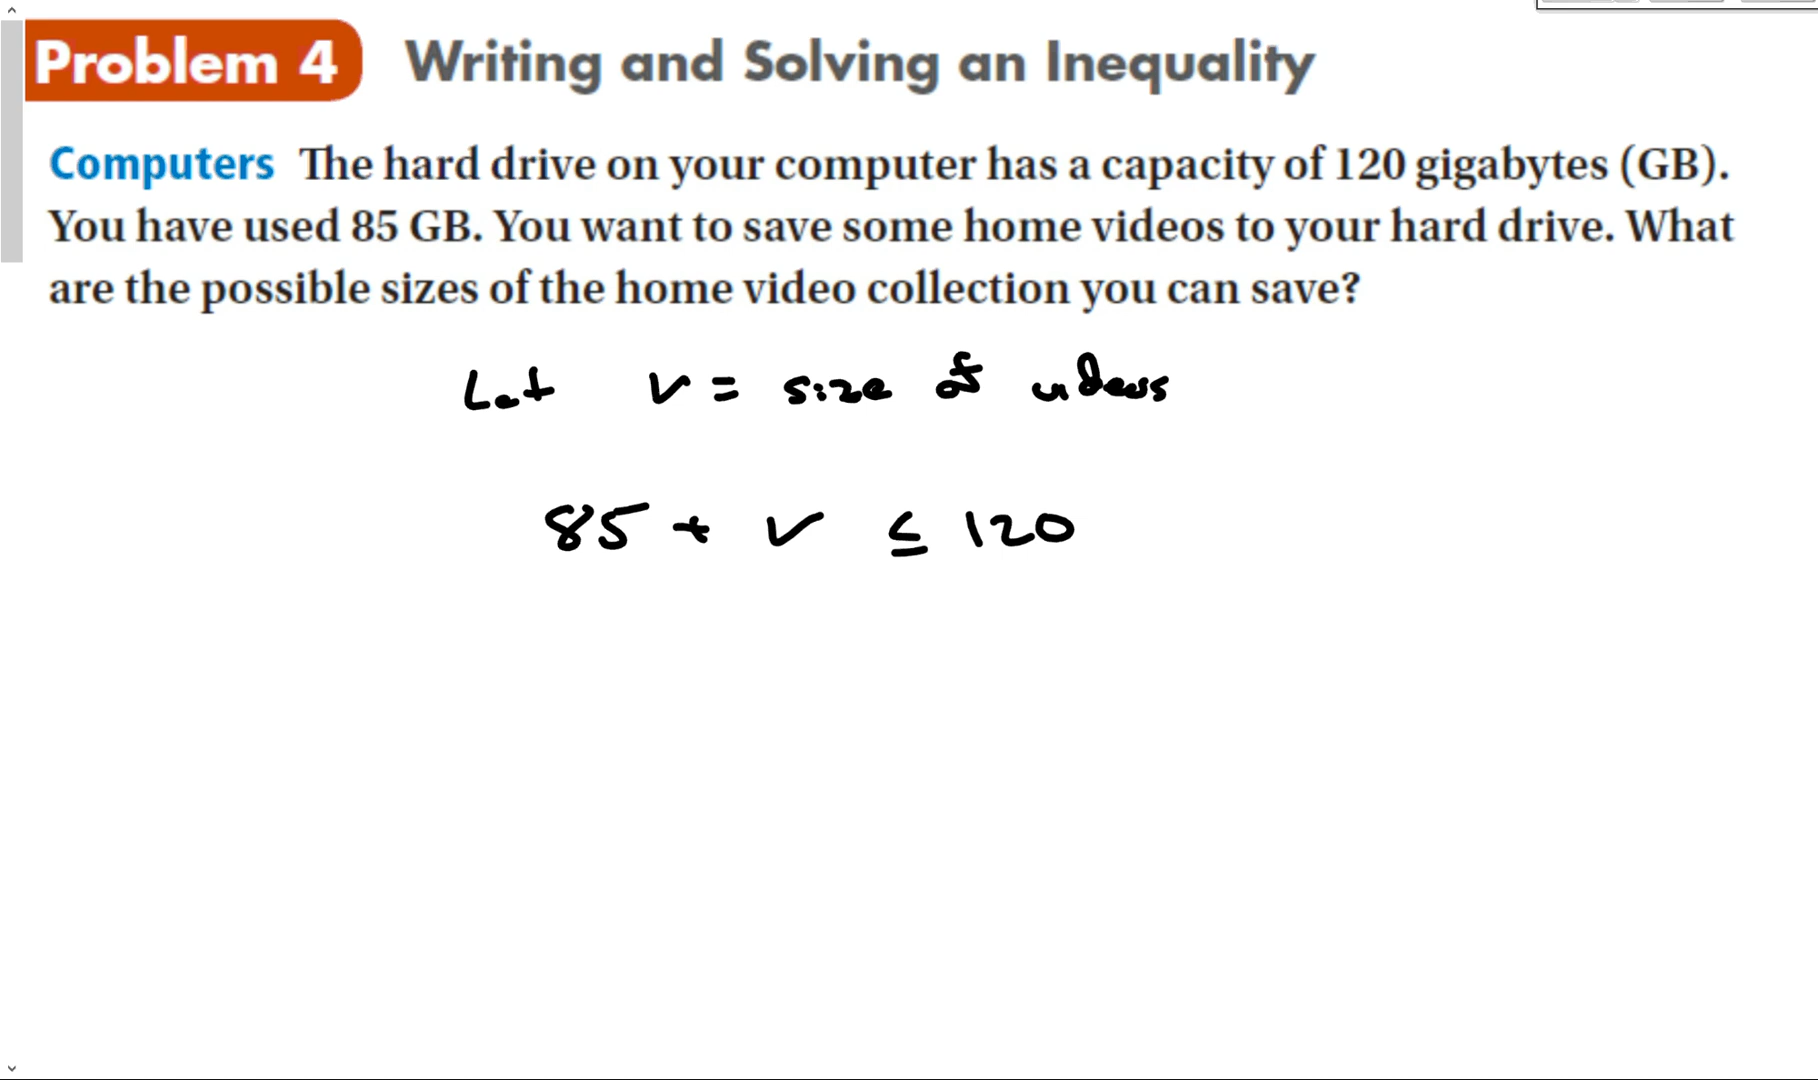 Problem 4 Writing and Solving an Inequality
Computers The hard drive on your computer has a capacity of 120 gigabytes (GB).
You have used 85 GB. You want to save some home videos to your hard drive. What
are the possible sizes of the home video collection you can save?
Let v = size of videos
85 + v ≤ 120